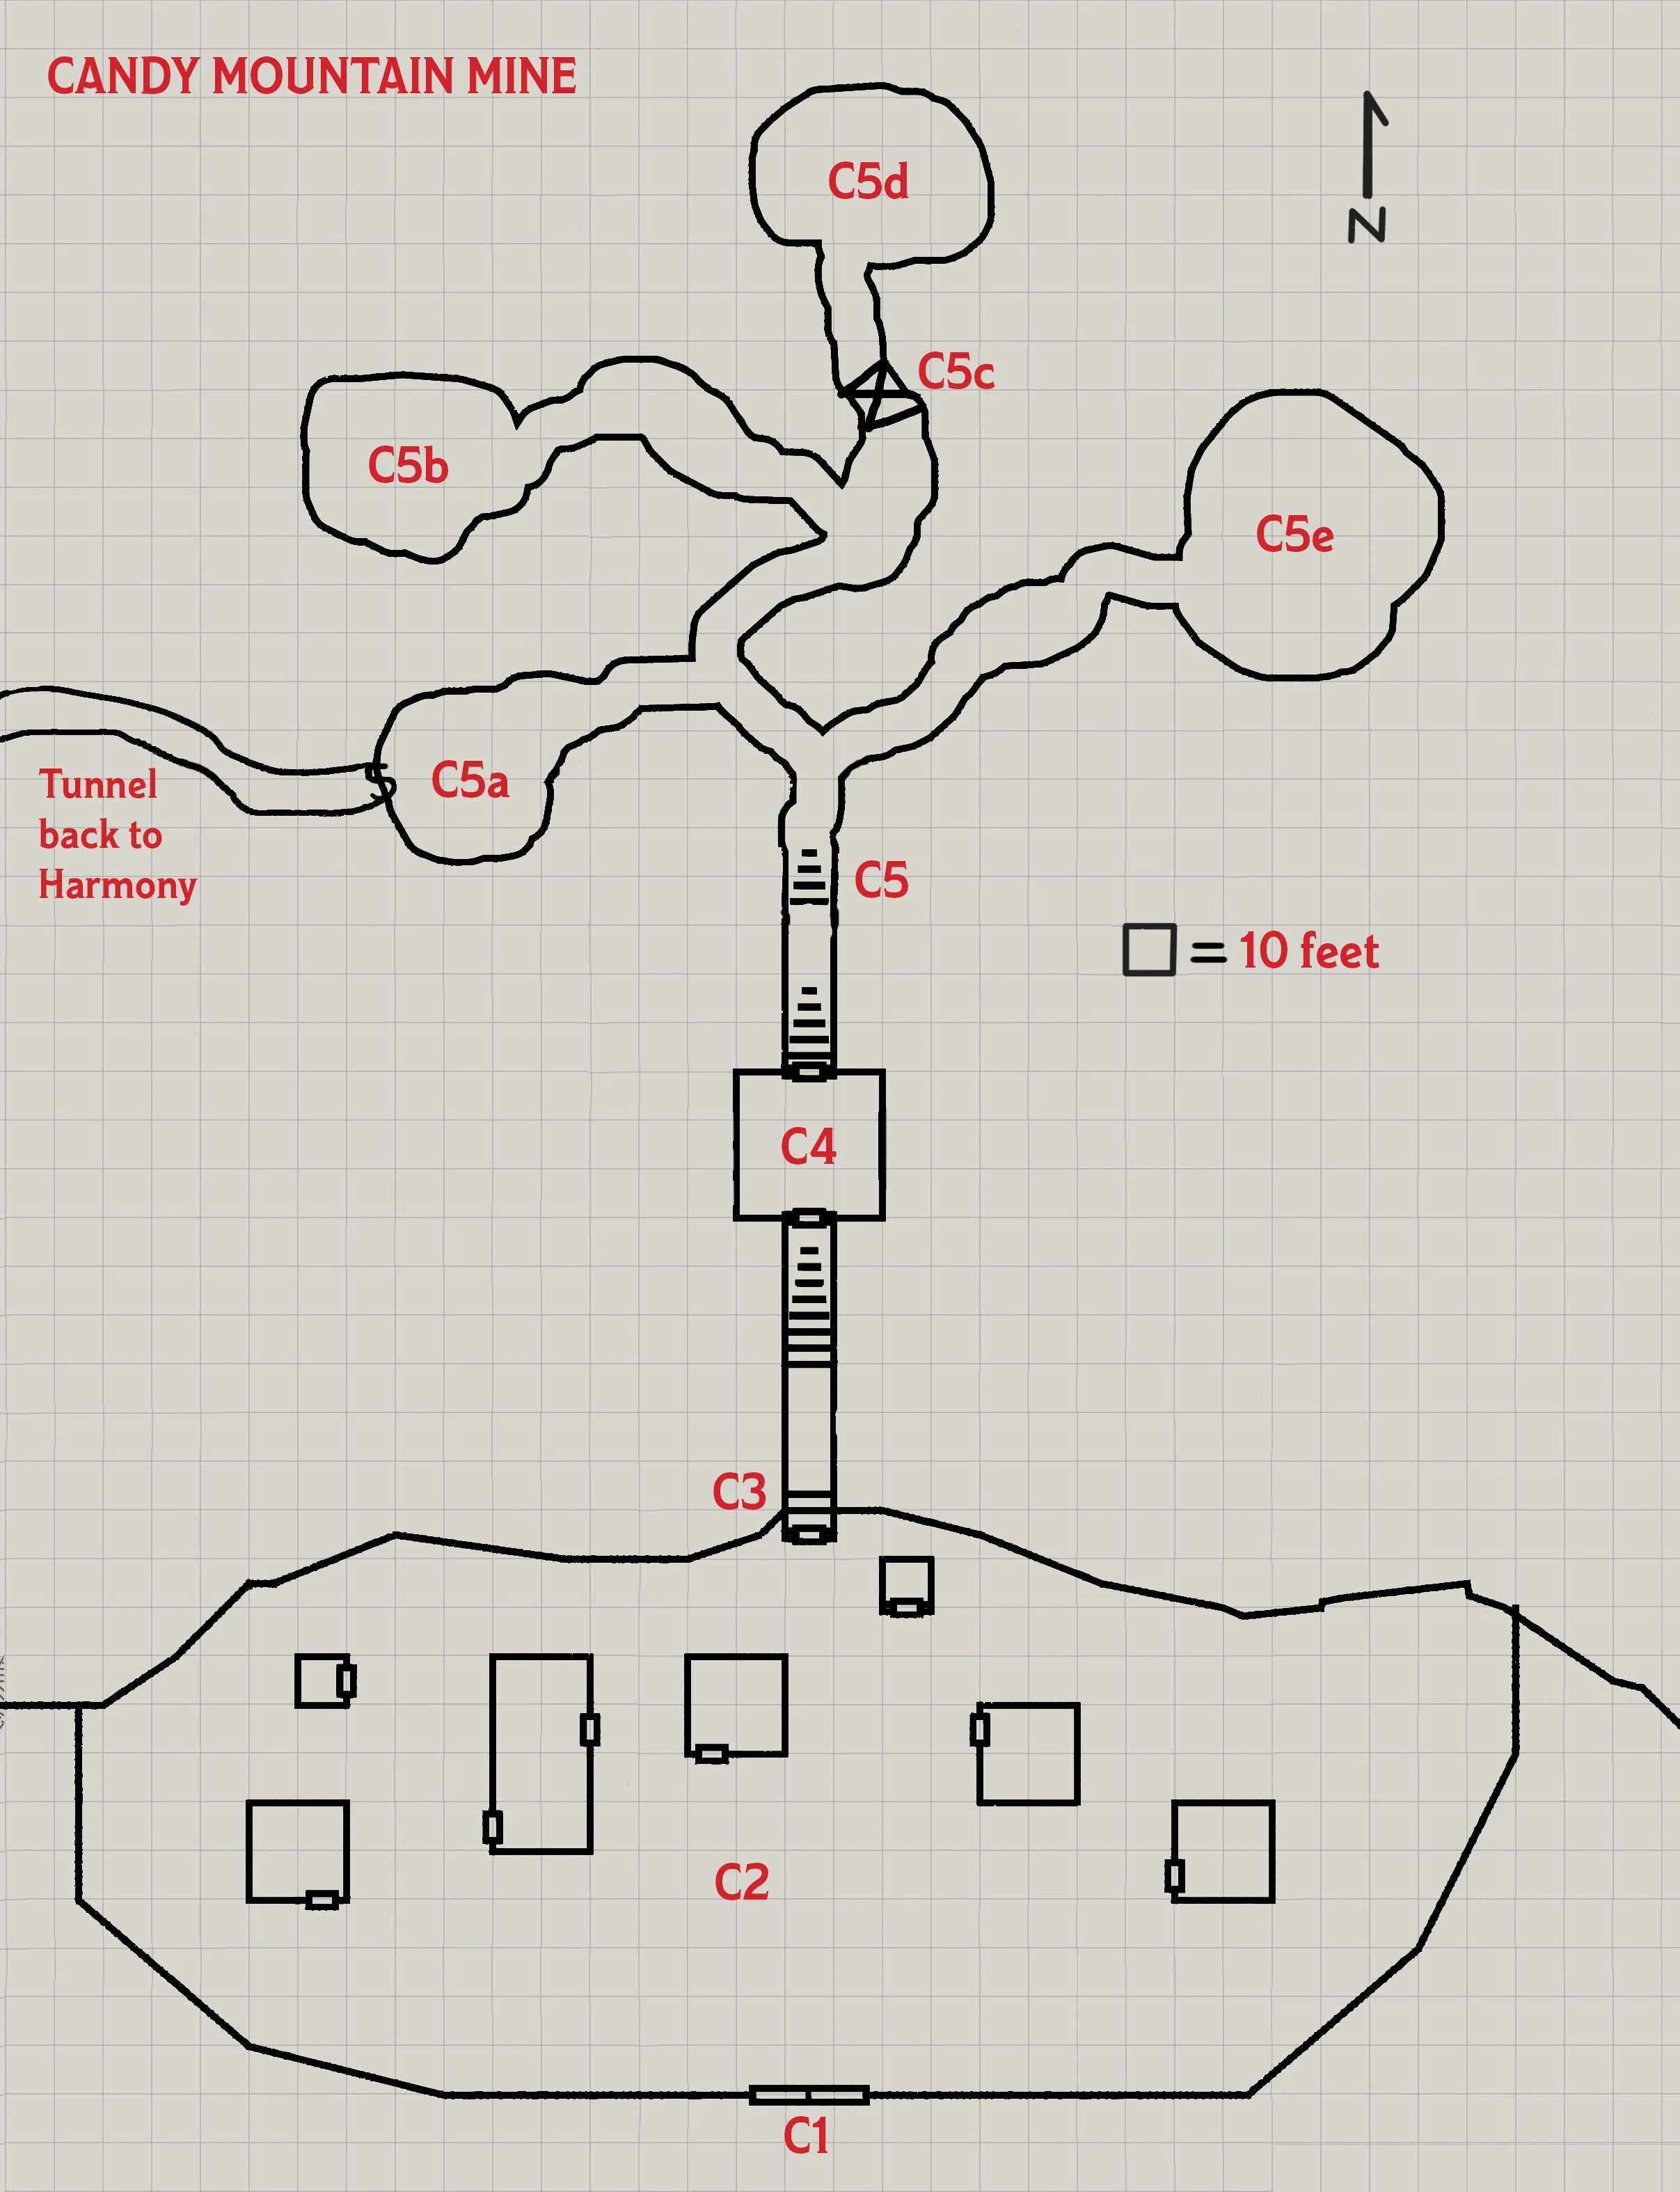 CANDY MOUNTAIN MINE
C5d
N
C5c
C5b
C5e
C5a
Tunnel
back to
Harmony
C5
= 10 feet
C4
C3
C2
C1